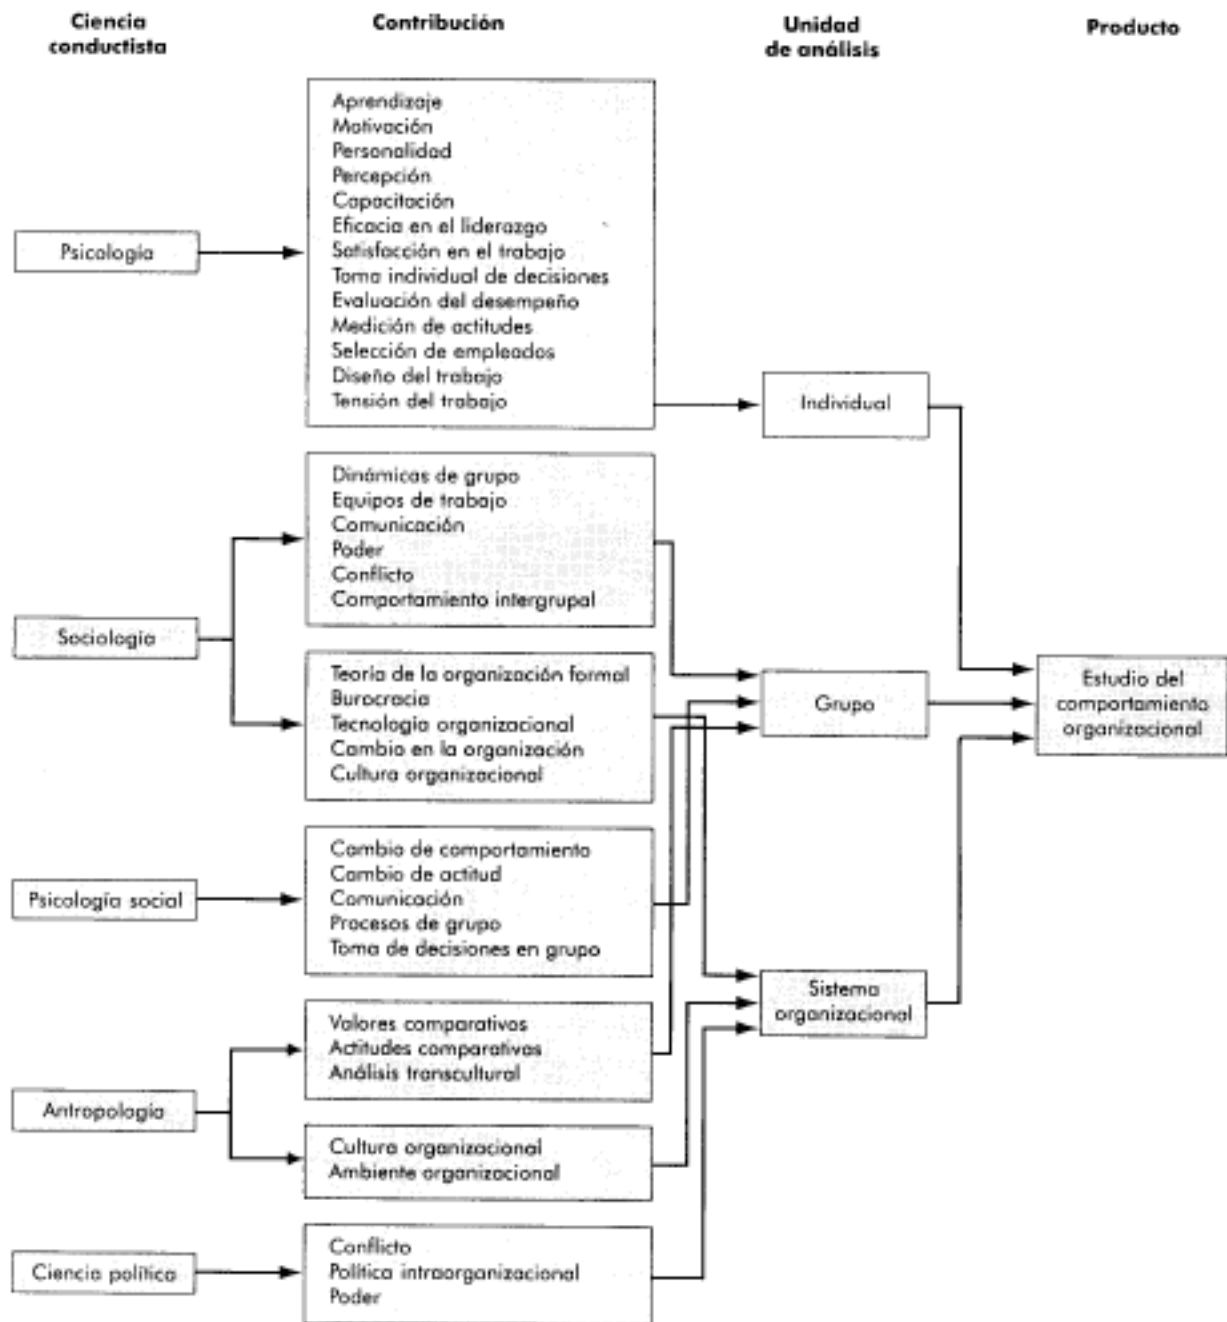 Ciencia
conductista
Contribución
Unidad
de análisis
Producto
Psicología
Aprendizaje
Motivación
Personalidad
Percepción
Capacitación
Eficacia en el liderazgo
Satisfacción en el trabajo
Toma individual de decisiones
Evaluación del desempeño
Medición de actitudes
Selección de empleados
Diseño del trabajo
Tensión del trabajo
Individual
Sociología
Dinámicas de grupo
Equipos de trabajo
Comunicación
Poder
Conflicto
Comportamiento intergrupal
Teoría de la organización formal
Burocracia
Tecnología organizacional
Cambio en la organización
Cultura organizacional
Grupo
Estudio del
comportamiento
organizacional
Psicología social
Cambio de comportamiento
Cambio de actitud
Comunicación
Procesos de grupo
Toma de decisiones en grupo
Sistema
organizacional
Antropología
Valores comparativos
Actitudes comparativas
Análisis transcultural
Cultura organizacional
Ambiente organizacional
Ciencia política
Conflicto
Política intraorganizacional
Poder